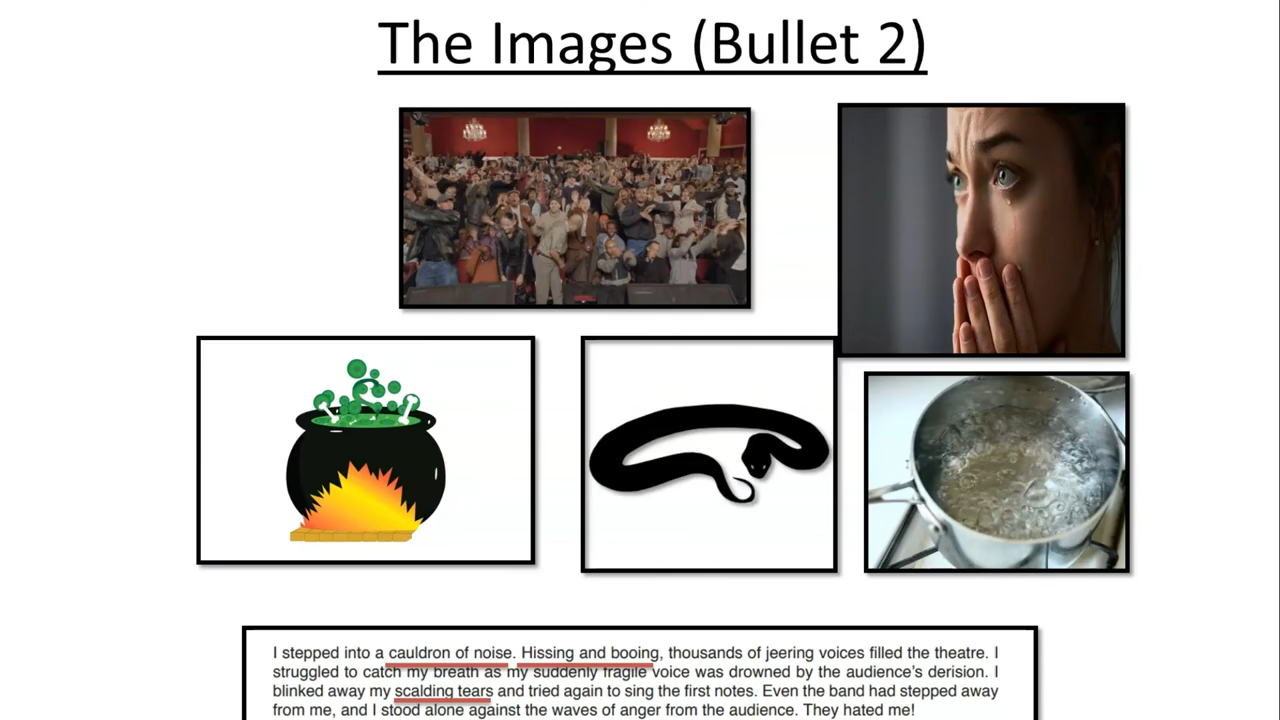 The Images (Bullet 2)
I stepped into a cauldron of noise. Hissing and booing, thousands of jeering voices filled the theatre. I
struggled to catch my breath as my suddenly fragile voice was drowned by the audience's derision. I
blinked away my scalding tears and tried again to sing the first notes. Even the band had stepped away
from me, and I stood alone against the waves of anger from the audience. They hated me!